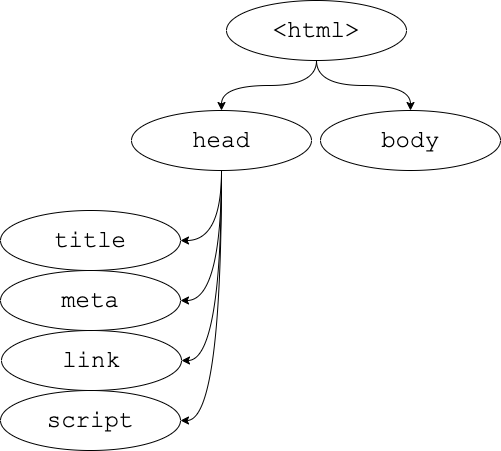 <html>
head
body
title
meta
link
script